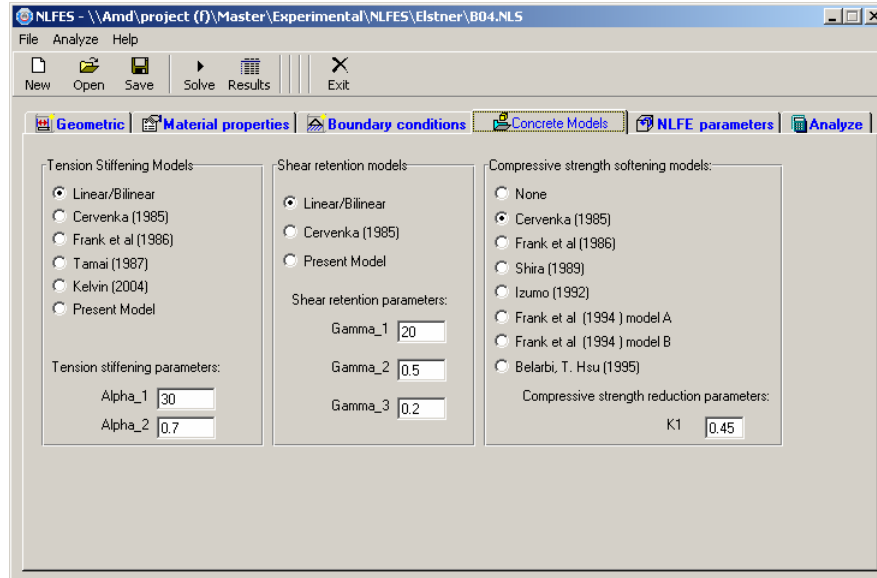 NLFES - \\Amd\project (f)\Master\Experimental\NLFES\Elstner\B04.NLS
File Analyze Help
New Open Save Solve Results Exit
Geometric Material properties Boundary conditions Concrete Models NLFE parameters Analyze
Tension Stiffening Models
Linear/Bilinear
Cervenka (1985)
Frank et al (1986)
Tamai (1987)
Kelvin (2004)
Present Model
Tension stiffening parameters:
Alpha_1 30
Alpha_2 0.7
Shear retention models
Linear/Bilinear
Cervenka (1985)
Present Model
Shear retention parameters:
Gamma_1 20
Gamma_2 0.5
Gamma_3 0.2
Compressive strength softening models:
None
Cervenka (1985)
Frank et al (1986)
Shira (1989)
Izumo (1992)
Frank et al (1994 ) model A
Frank et al (1994 ) model B
Belarbi, T. Hsu (1995)
Compressive strength reduction parameters:
K1 0.45